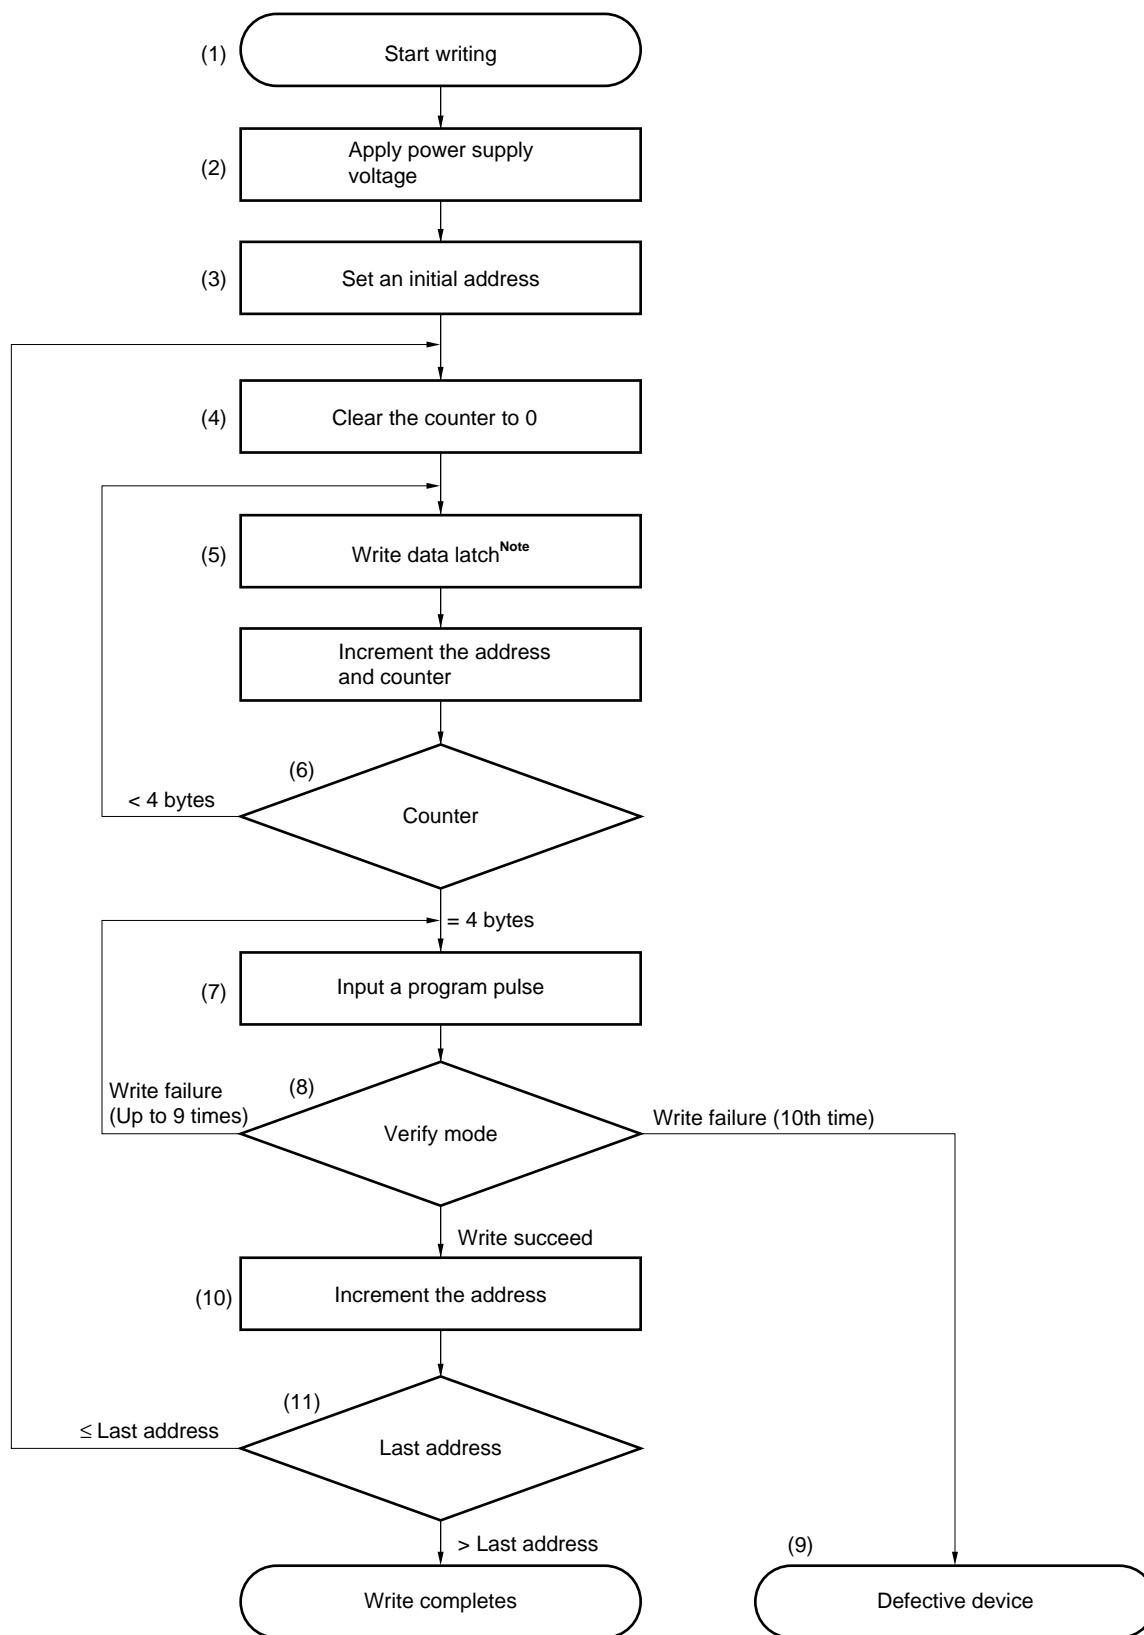 (1)
Start writing
(2)
Apply power supply
voltage
(3)
Set an initial address
(4)
Clear the counter to 0
(5)
Write data latchNote
Increment the address
and counter
(6)
< 4 bytes
Counter
= 4 bytes
(7)
Input a program pulse
Write failure
(Up to 9 times)
(8)
Verify mode
Write failure (10th time)
Write succeed
(10)
Increment the address
(11)
≤ Last address
Last address
> Last address
(9)
Write completes
Defective device